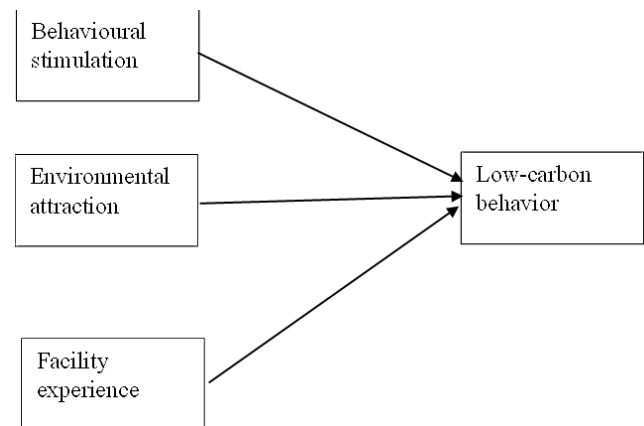 Behavioural
stimulation
Environmental
attraction
Low-carbon
behavior
Facility
experience